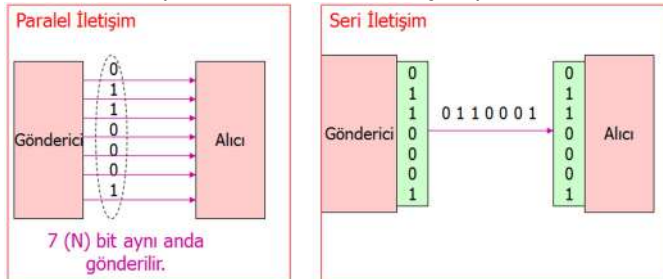 Paralel İletişim
Gönderici
0
1
1
0
0
0
1
Alıcı
7 (N) bit aynı anda
gönderilir.
Seri İletişim
Gönderici
0
1
1
0
0
0
1
0 1 1 0 0 0 1
0
1
1
0
0
0
1
Alıcı